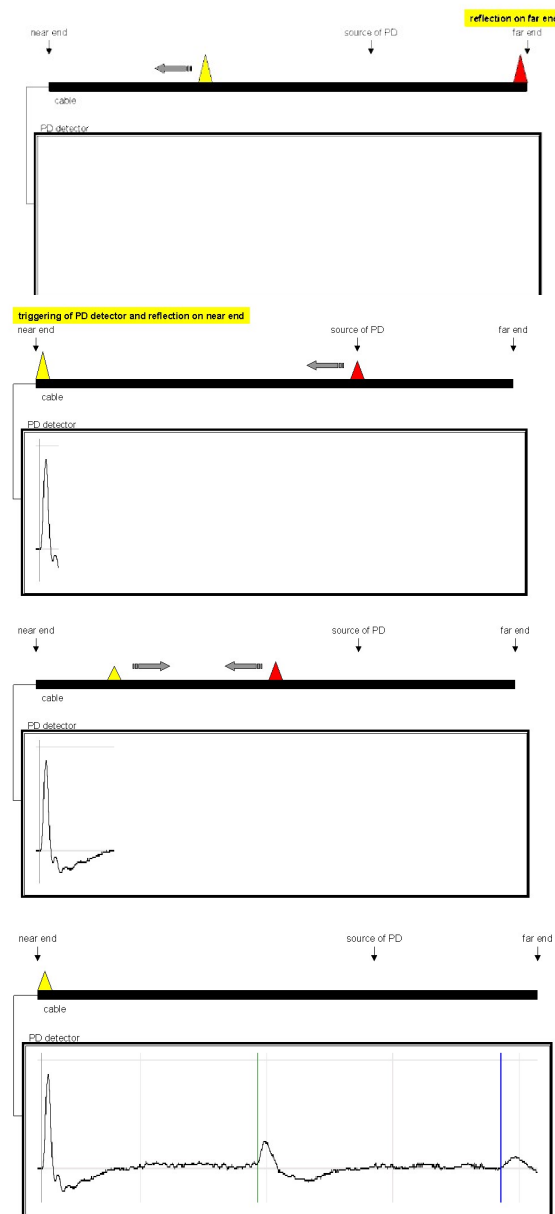 reflection on far end
near end source of PD far end
cable
PD detector
triggering of PD detector and reflection on near end
near end source of PD far end
cable
PD detector
near end source of PD far end
cable
PD detector
near end source of PD far end
cable
PD detector